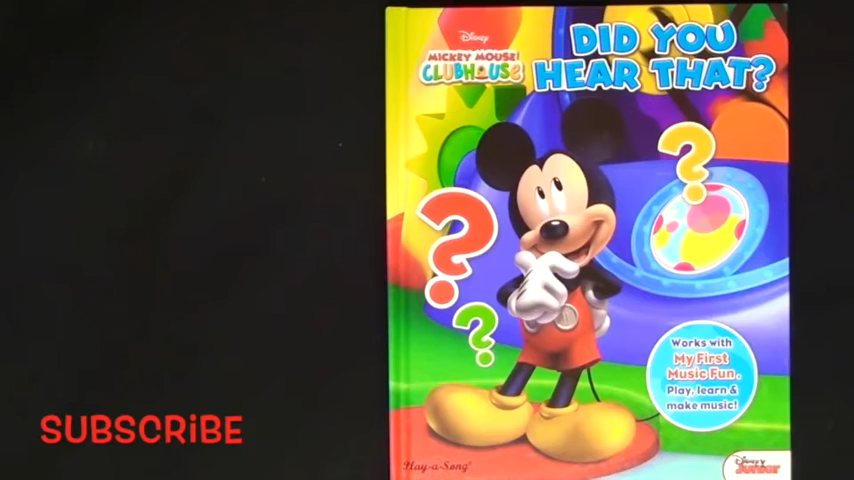 Disney
MICKEY MOUSE!
CLUBHOUSE
DID YOU
HEAR THAT?
?
?
?
Works with
My First
Music Fun.
Play, learn &
make music!
SUBSCRiBE
Play-a-Song®
Disney
Junior